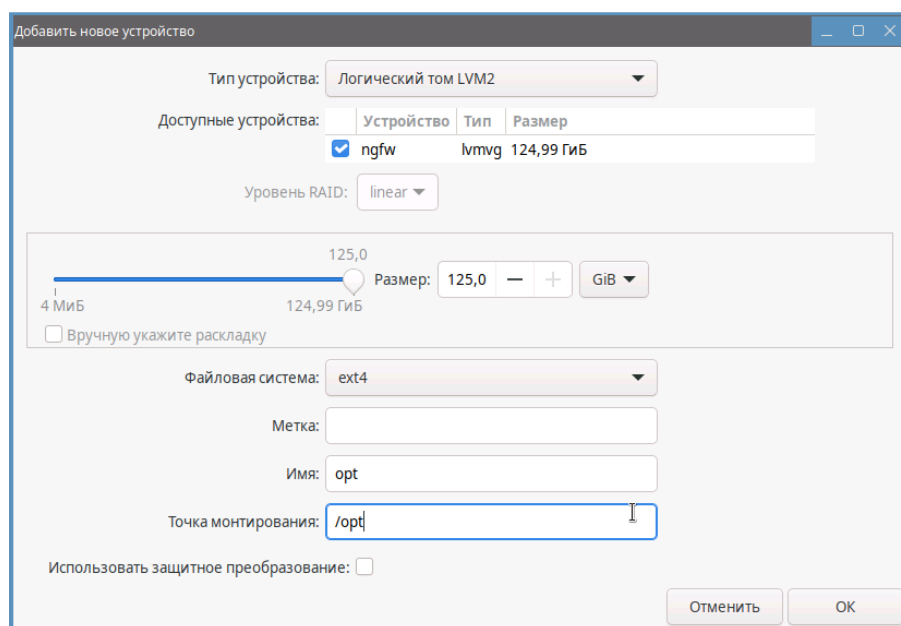 Добавить новое устройство
Тип устройства: Логический том LVM2
Доступные устройства: Устройство Тип Размер
ngfw lvmvg 124,99 ГиБ
Уровень RAID: linear
125,0
Размер: 125,0 GiB
4 МиБ 124,99 ГиБ
Вручную укажите раскладку
Файловая система: ext4
Метка:
Имя: opt
Точка монтирования: /opt
Использовать защитное преобразование:
Отменить ОК